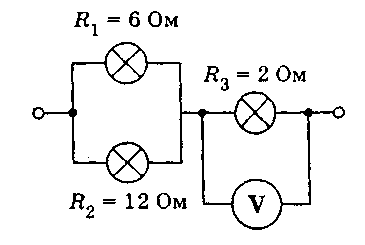 R₁ = 6 Ом
R₃ = 2 Ом
V
R₂ = 12 Ом